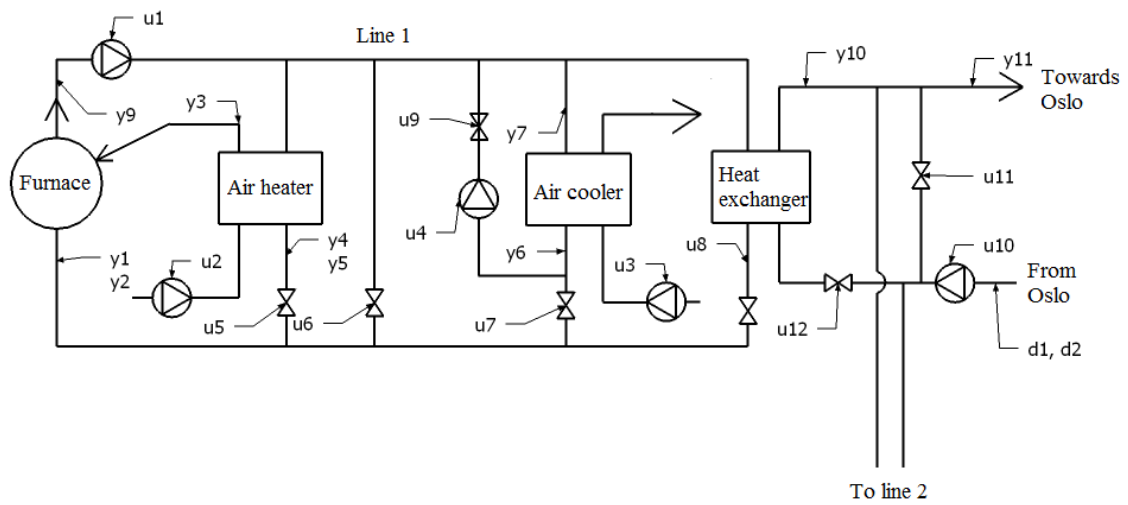 u1
Line 1
y10
y11
Towards
Oslo
y9
y3
u9
y7
Furnace
Air heater
Air cooler
Heat
exchanger
u11
u4
y1
y2
u2
y4
y5
y6
u3
u8
u10
From
Oslo
u5
u6
u7
u12
d1, d2
To line 2